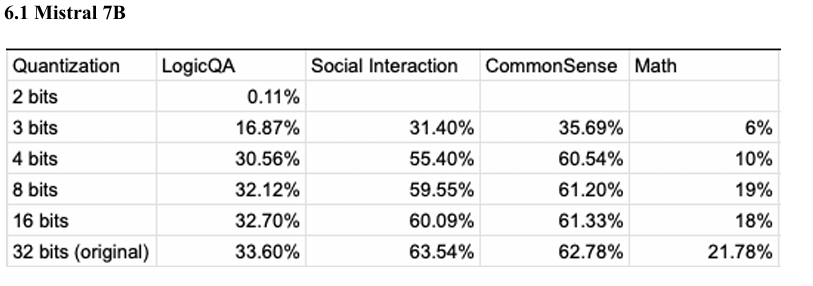 6.1 Mistral 7B
Quantization LogicQA Social Interaction CommonSense Math
2 bits 0.11%
3 bits 16.87% 31.40% 35.69% 6%
4 bits 30.56% 55.40% 60.54% 10%
8 bits 32.12% 59.55% 61.20% 19%
16 bits 32.70% 60.09% 61.33% 18%
32 bits (original) 33.60% 63.54% 62.78% 21.78%